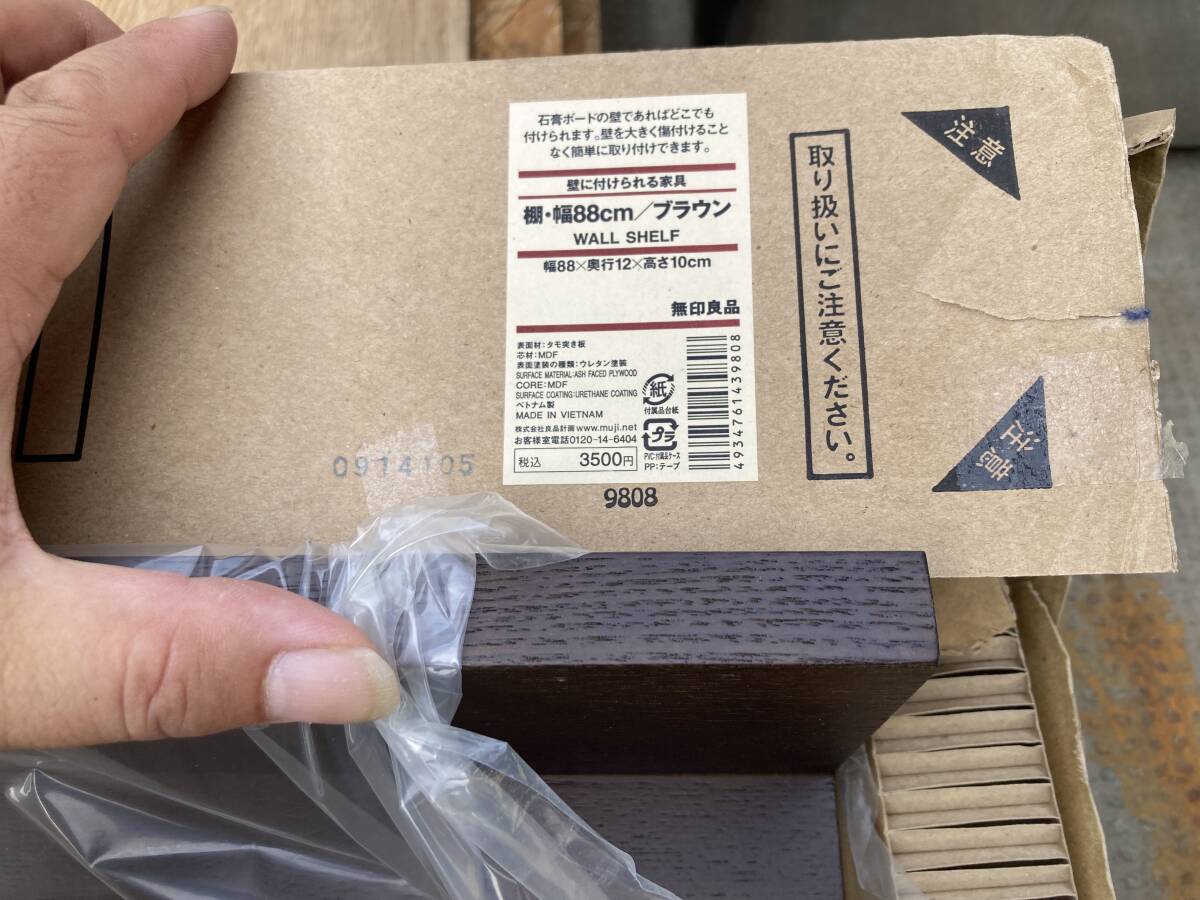 石膏ボードの壁であればどこでも
付けられます。壁を大きく傷付けること
なく簡単に取り付けできます。
壁に付けられる家具
棚・幅88cm／ブラウン
WALL SHELF
幅88×奥行12×高さ10cm
無印良品
表面材：タモ突き板
芯材：MDF
表面塗装の種類：ウレタン塗装
SURFACE MATERIAL:ASH FACED PLYWOOD
CORE:MDF
SURFACE COATING:URETHANE COATING
ベトナム製
MADE IN VIETNAM
株式会社良品計画 www.muji.net
お客様室電話0120-14-6404
税込 3500円
紙
付属品台紙
プラ
PVC:付属品ケース
PP:テープ
4934761439808
9808
0914105
取り扱いにご注意ください。
注意
注意